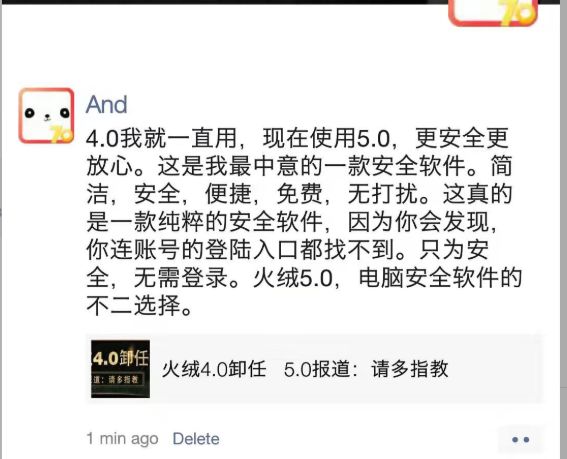 70
70
And
4.0我就一直用，现在使用5.0，更安全更
放心。这是我最中意的一款安全软件。简
洁，安全，便捷，免费，无打扰。这真的
是一款纯粹的安全软件，因为你会发现，
你连账号的登陆入口都找不到。只为安
全，无需登录。火绒5.0，电脑安全软件的
不二选择。
4.0卸任
道：请多指教
火绒4.0卸任 5.0报道：请多指教
1 min ago Delete